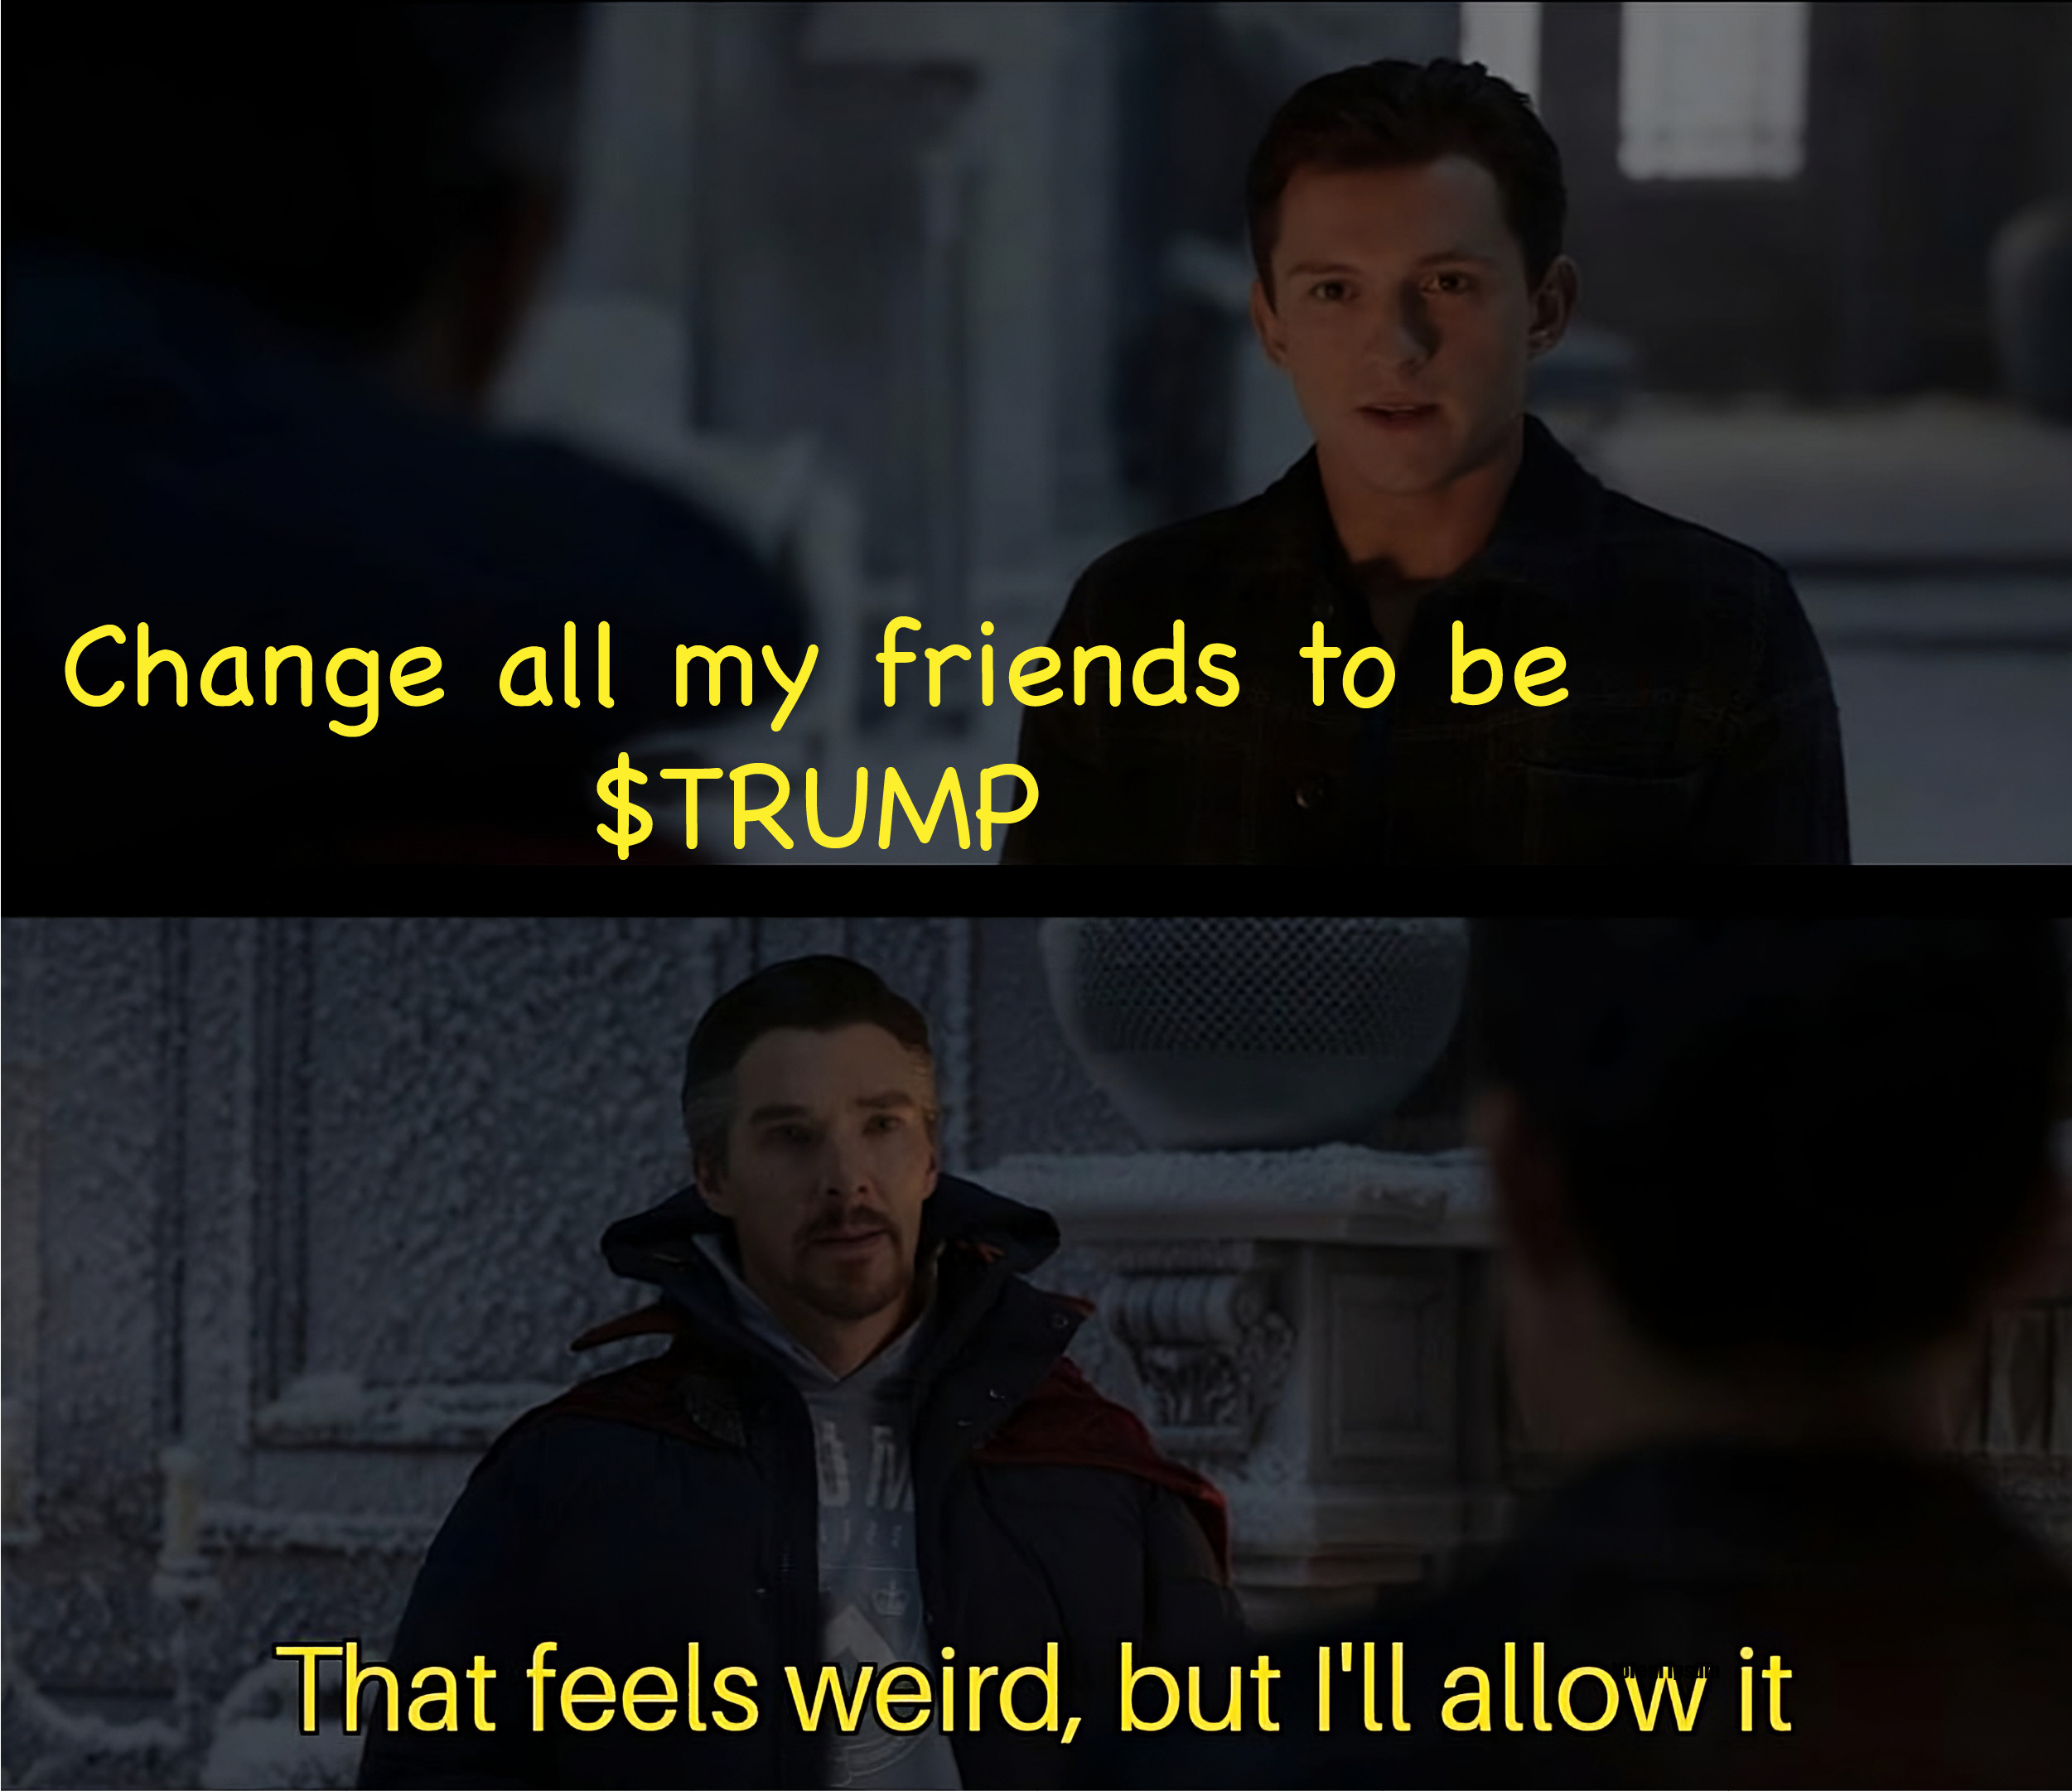 Change all my friends to be
$TRUMP
That feels weird, but I'll allow it